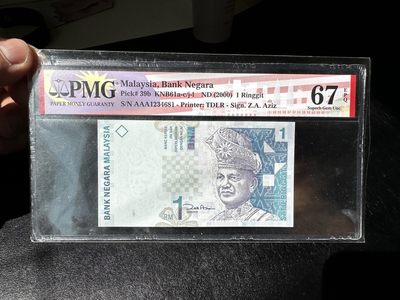 PMG
PAPER MONEY GUARANTY
Malaysia, Bank Negara
Pick# 39b KNB61a-c/j-l ND (2000) 1 Ringgit
S/N AAA1234681 - Printer: TDLR - Sign. Z.A. Aziz
67 EPQ
Superb Gem Unc
BANK NEGARA MALAYSIA
1
RM 1